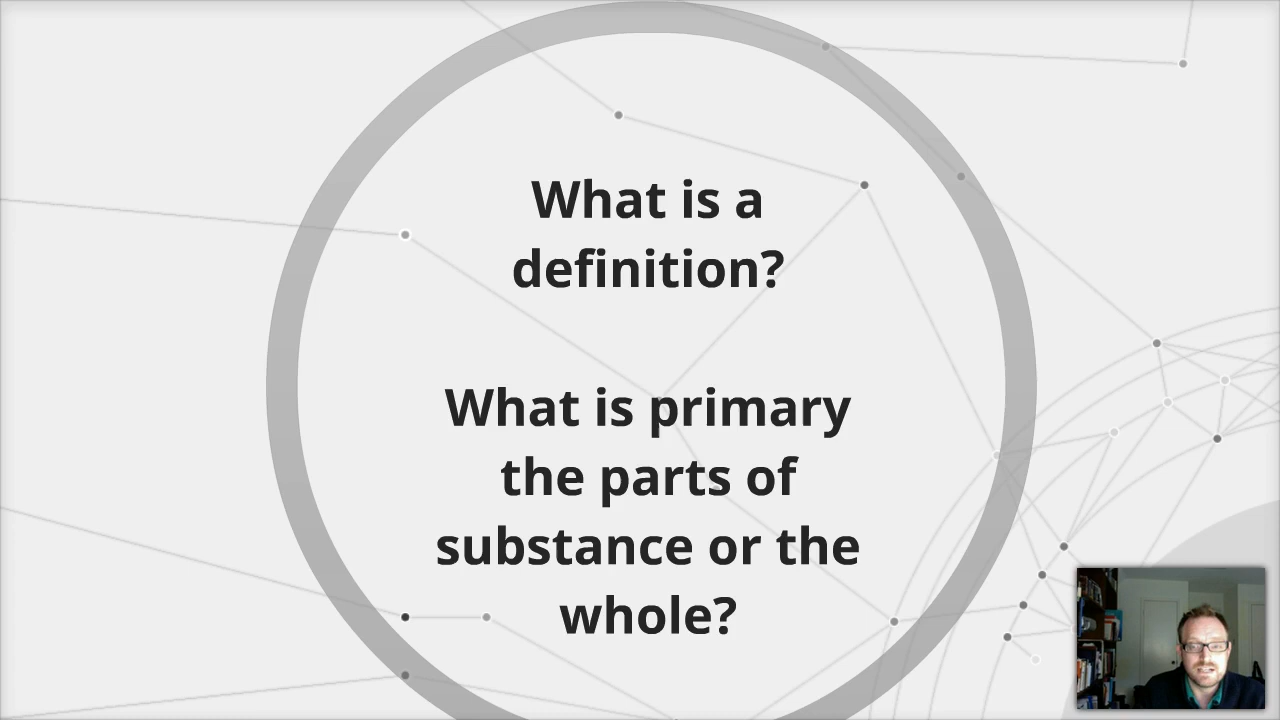 What is a
definition?
What is primary
the parts of
substance or the
whole?